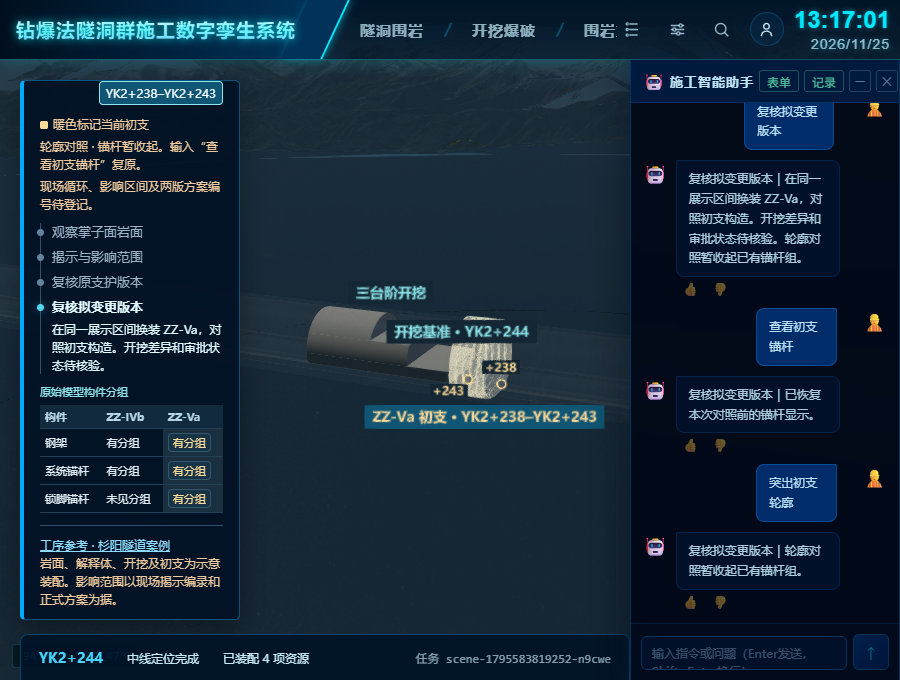 钻爆法隧洞群施工数字孪生系统
隧洞围岩 / 开挖爆破 / 围岩
13:17:01
2026/11/25
YK2+238—YK2+243
暖色标记当前初支
轮廓对照 · 锚杆暂收起。输入“查
看初支锚杆”复原。
现场循环、影响区间及两版方案编
号待登记。
观察掌子面岩面
揭示与影响范围
复核原支护版本
复核拟变更版本
在同一展示区间换装 ZZ-Va，对
照初支构造。开挖差异和审批状
态待核验。
原始模型构件分组
构件 ZZ-IVb ZZ-Va
钢架 有分组 有分组
系统锚杆 有分组 有分组
锁脚锚杆 未见分组 有分组
工序参考 · 杉阳隧道案例
岩面、解释体、开挖及初支为示意
装配。影响范围以现场揭示编录和
正式方案为据。
三台阶开挖
开挖基准 · YK2+244
+238
+243
ZZ-Va 初支 · YK2+238—YK2+243
YK2+244 中线定位完成 已装配 4 项资源 任务 scene-1795583819252-n9cwe
施工智能助手 表单 记录
复核拟变更
版本
复核拟变更版本 | 在同一
展示区间换装 ZZ-Va，对
照初支构造。开挖差异和
审批状态待核验。轮廓对
照暂收起已有锚杆组。
查看初支
锚杆
复核拟变更版本 | 已恢复
本次对照前的锚杆显示。
突出初支
轮廓
复核拟变更版本 | 轮廓对
照暂收起已有锚杆组。
输入指令或问题（Enter发送,